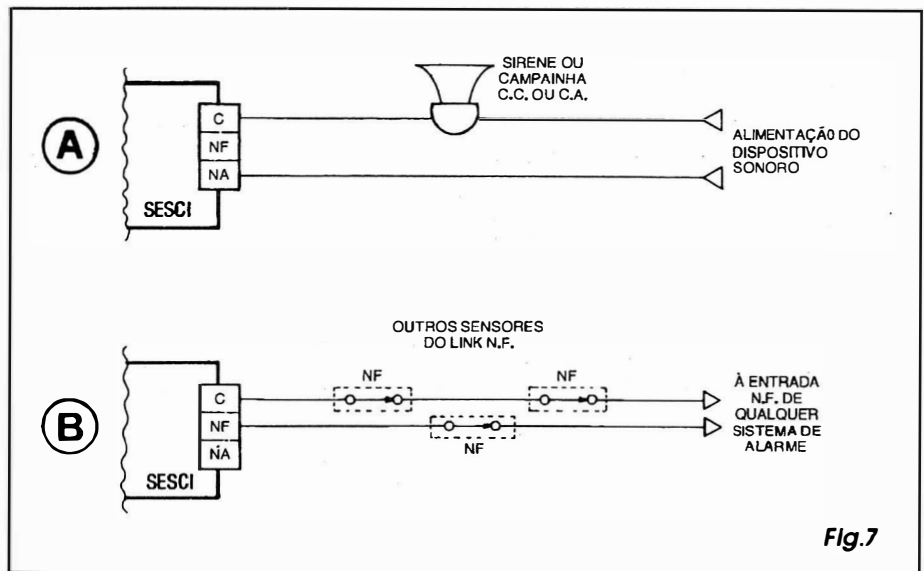 A
C
NF
NA
SESCI
SIRENE OU
CAMPAINHA
C.C. OU C.A.
ALIMENTAÇÃO DO
DISPOSITIVO
SONORO
B
C
NF
NA
SESCI
OUTROS SENSORES
DO LINK N.F.
NF
NF
NF
À ENTRADA
N.F. DE
QUALQUER
SISTEMA DE
ALARME
Fig.7